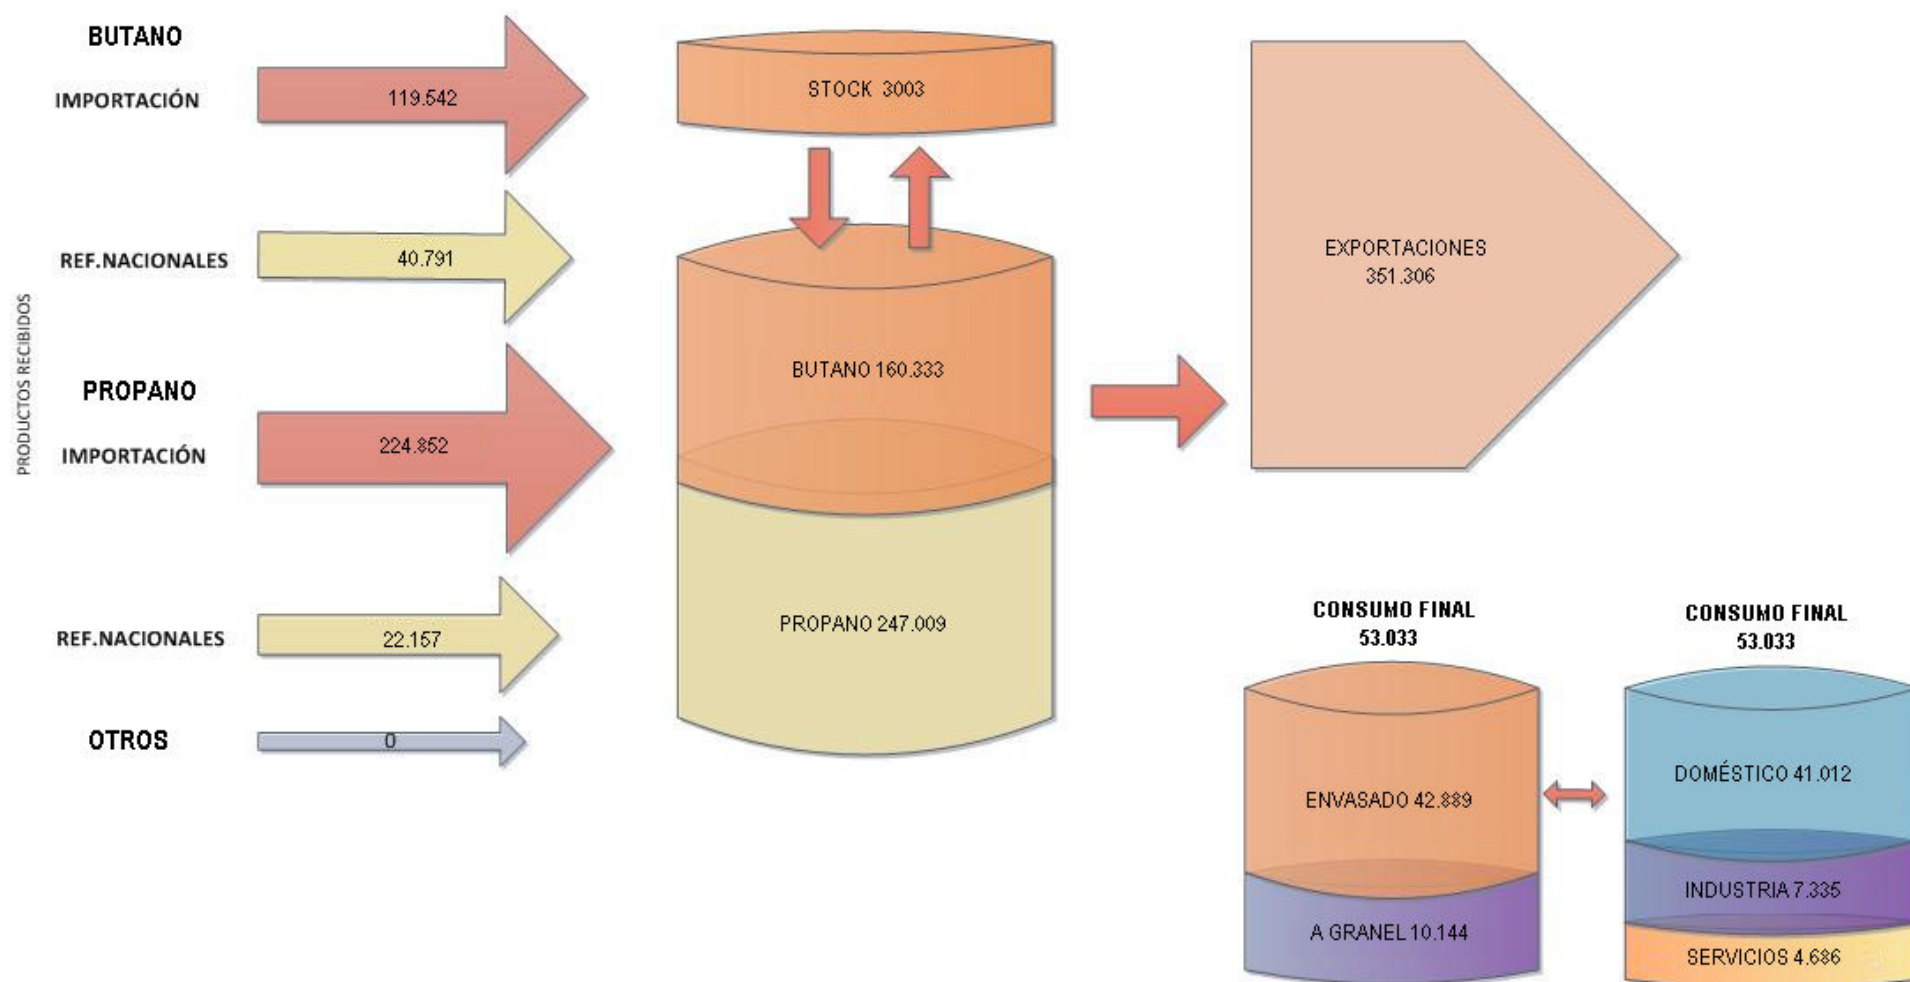 PRODUCTOS RECIBIDOS
BUTANO
IMPORTACIÓN
119.542
REF.NACIONALES
40.791
PROPANO
IMPORTACIÓN
224.852
REF.NACIONALES
22.157
OTROS
0
STOCK 3003
BUTANO 160.333
PROPANO 247.009
EXPORTACIONES
351.306
CONSUMO FINAL
53.033
ENVASADO 42.889
A GRANEL 10.144
CONSUMO FINAL
53.033
DOMÉSTICO 41.012
INDUSTRIA 7.335
SERVICIOS 4.686